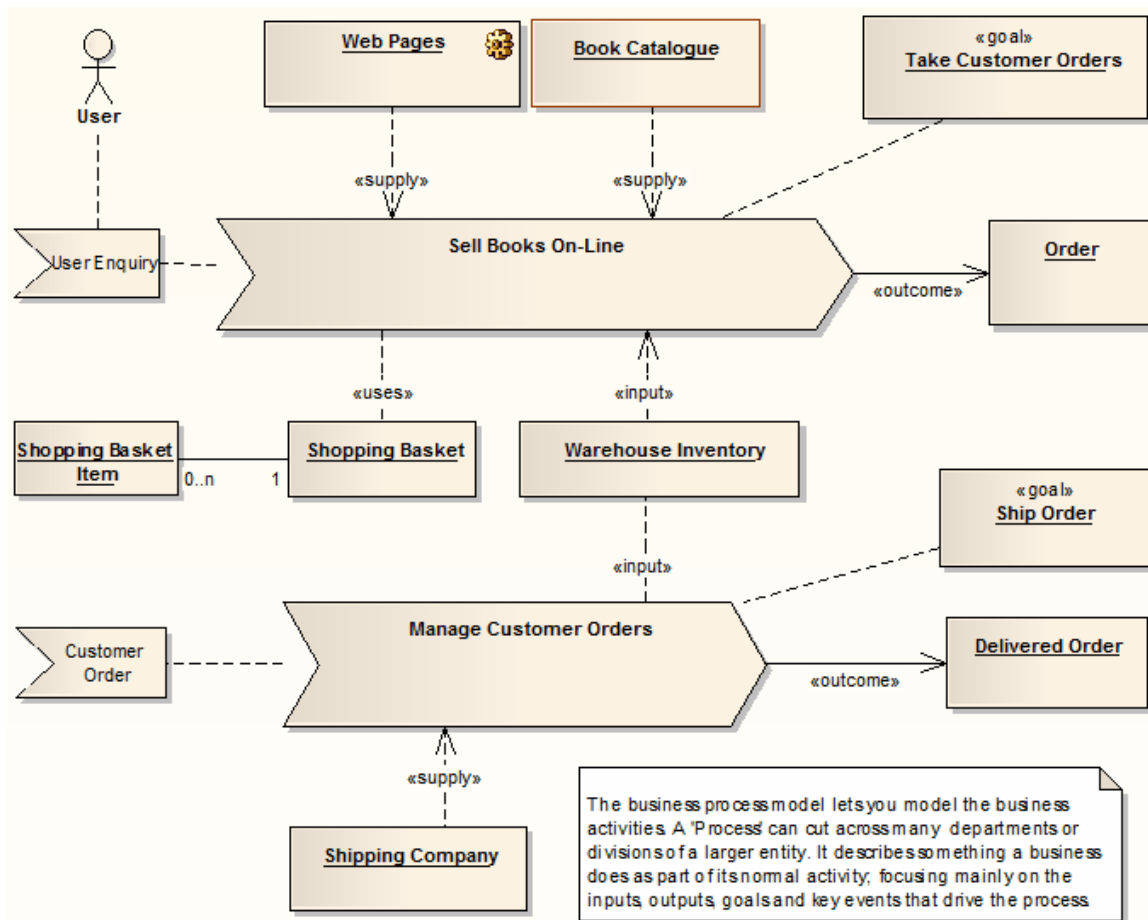 Web Pages
Book Catalogue
«goal»
Take Customer Orders
User
«supply»
«supply»
User Enquiry
Sell Books On-Line
Order
«outcome»
«uses»
«input»
Shopping Basket
Item
0..n
1
Shopping Basket
Warehouse Inventory
«goal»
Ship Order
«input»
Customer
Order
Manage Customer Orders
Delivered Order
«outcome»
«supply»
Shipping Company
The business process model lets you model the business
activities. A 'Process' can cut across many departments or
divisions of a larger entity. It describes something a business
does as part of its normal activity; focusing mainly on the
inputs, outputs, goals and key events that drive the process.